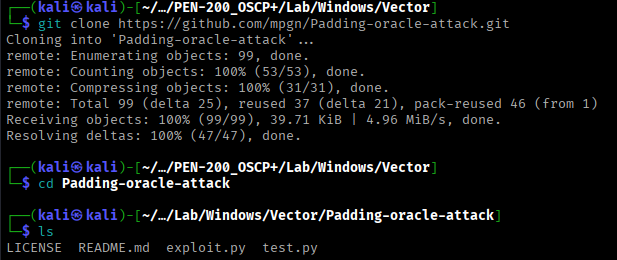 ┌──(kali㉿kali)-[~/…/PEN-200_OSCP+/Lab/Windows/Vector]
└─$ git clone https://github.com/mpgn/Padding-oracle-attack.git
Cloning into 'Padding-oracle-attack'...
remote: Enumerating objects: 99, done.
remote: Counting objects: 100% (53/53), done.
remote: Compressing objects: 100% (31/31), done.
remote: Total 99 (delta 25), reused 37 (delta 21), pack-reused 46 (from 1)
Receiving objects: 100% (99/99), 39.71 KiB | 4.96 MiB/s, done.
Resolving deltas: 100% (47/47), done.
┌──(kali㉿kali)-[~/…/PEN-200_OSCP+/Lab/Windows/Vector]
└─$ cd Padding-oracle-attack
┌──(kali㉿kali)-[~/…/Lab/Windows/Vector/Padding-oracle-attack]
└─$ ls
LICENSE  README.md  exploit.py  test.py